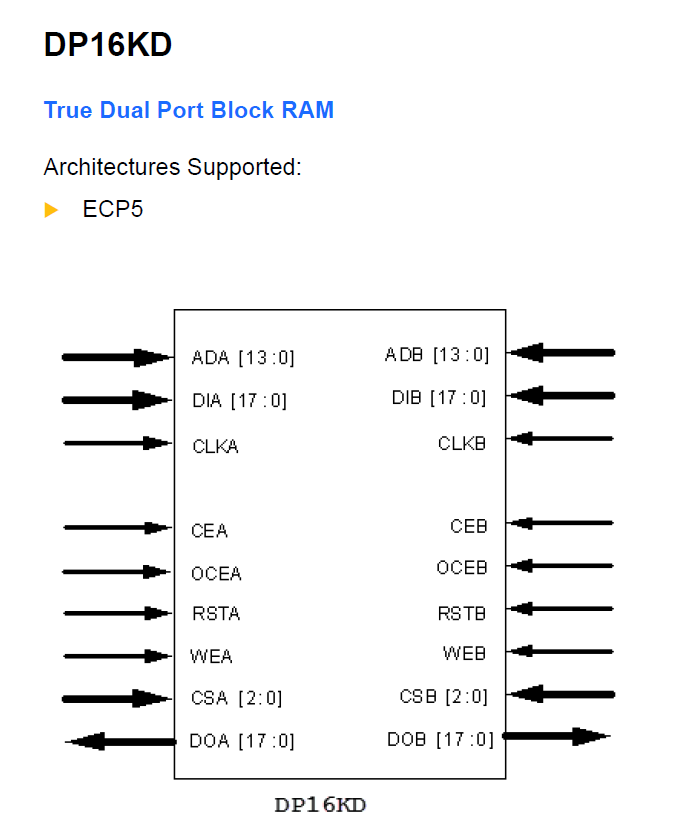 DP16KD
True Dual Port Block RAM
Architectures Supported:
ECP5
ADA [13:0] ADB [13:0]
DIA [17:0] DIB [17:0]
CLKA CLKB
CEA CEB
OCEA OCEB
RSTA RSTB
WEA WEB
CSA [2:0] CSB [2:0]
DOA [17:0] DOB [17:0]
DP16KD